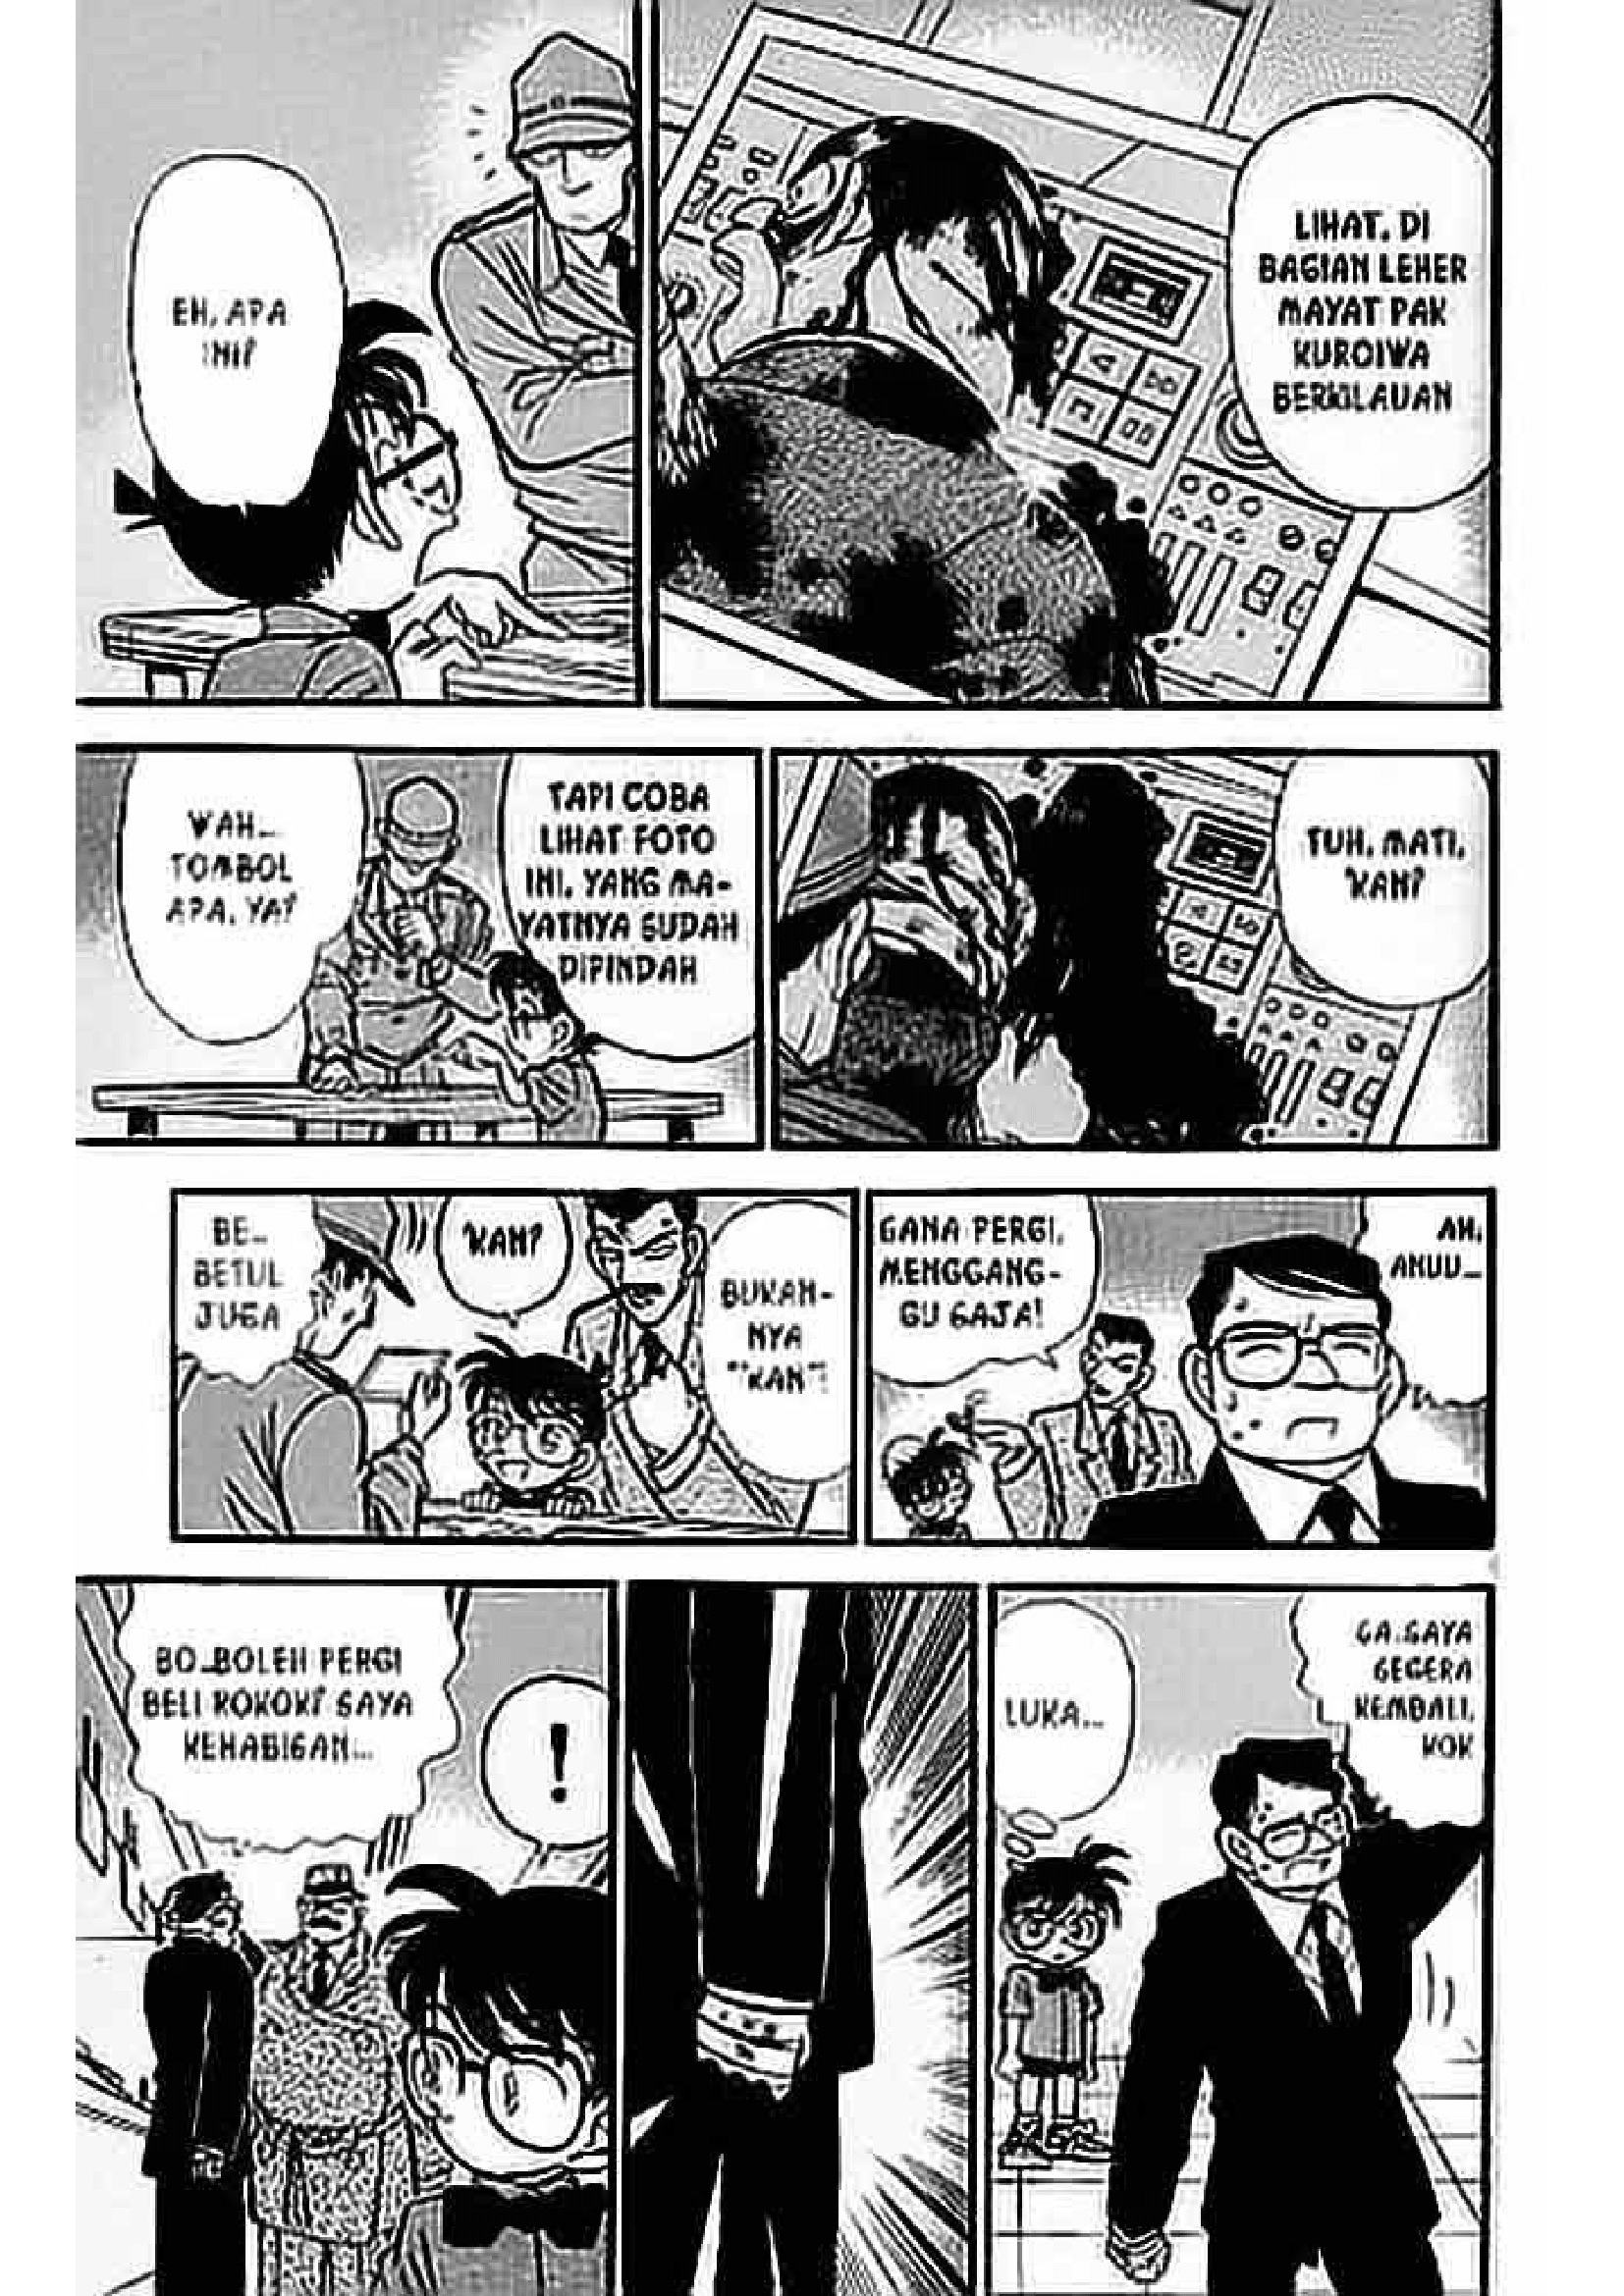 EH, APA
INI?
LIHAT, DI
BAGIAN LEHER
MAYAT PAK
KUROIWA
BERKILAUAN
WAH...
TOMBOL
APA, YA?
TAPI COBA
LIHAT FOTO
INI, YANG MA-
YATNYA SUDAH
DIPINDAH
TUH, MATI,
'KAN?
BE...
BETUL
JUGA
'KAN?
BUKAN-
NYA
"'KAN"!
SANA PERGI,
MENGGANG-
GU SAJA!
AH,
ANUU...
BO...BOLEH PERGI
BELI ROKOK? SAYA
KEHABISAN...
!
LUKA...
SA..SAYA
SEGERA
KEMBALI,
KOK